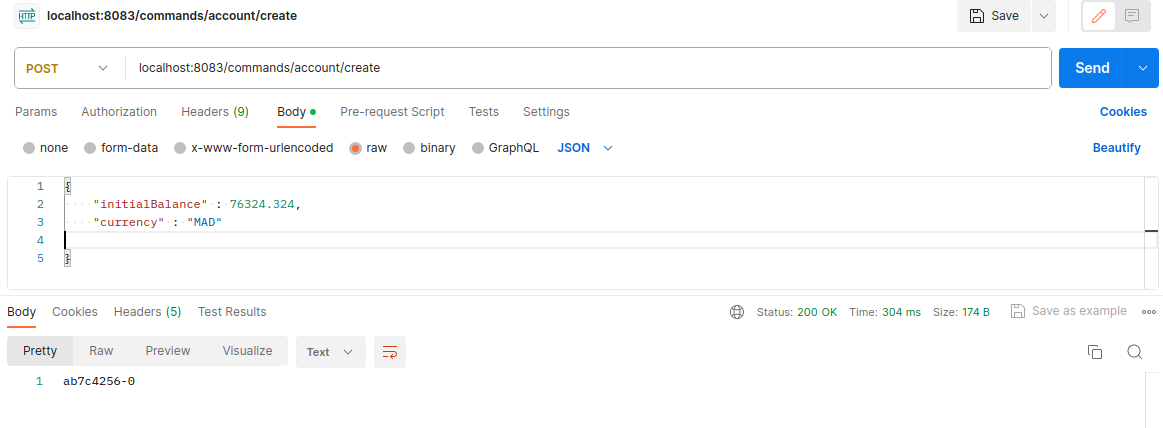 HTTP localhost:8083/commands/account/create Save
POST localhost:8083/commands/account/create Send
Params Authorization Headers (9) Body Pre-request Script Tests Settings Cookies
none form-data x-www-form-urlencoded raw binary GraphQL JSON Beautify
1 {
2 "initialBalance" : 76324.324,
3 "currency" : "MAD"
4
5 }
Body Cookies Headers (5) Test Results Status: 200 OK Time: 304 ms Size: 174 B Save as example
Pretty Raw Preview Visualize Text
1 ab7c4256-0